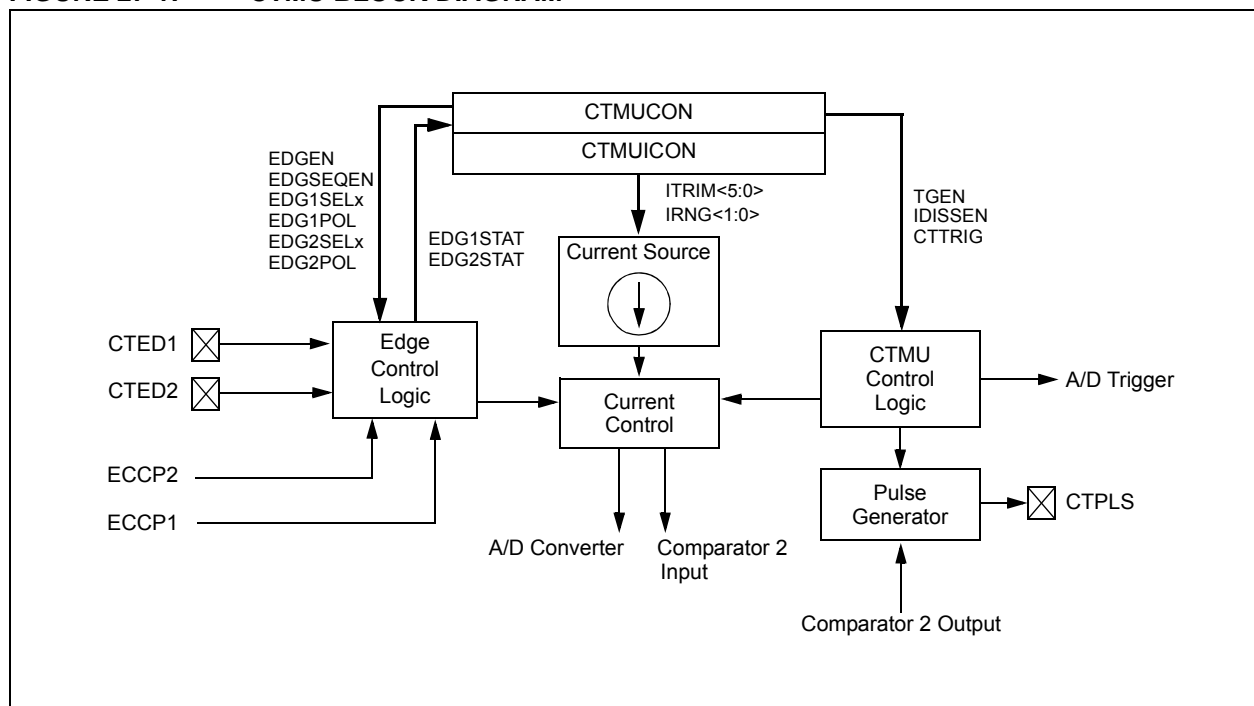 CTMUCON
CTMUICON
EDGEN
EDGSEQEN
EDG1SELx
EDG1POL
EDG2SELx
EDG2POL
EDG1STAT
EDG2STAT
ITRIM<5:0>
IRNG<1:0>
TGEN
IDISSEN
CTTRIG
Current Source
CTED1
CTED2
Edge
Control
Logic
Current
Control
CTMU
Control
Logic
A/D Trigger
ECCP2
ECCP1
Pulse
Generator
CTPLS
A/D Converter
Comparator 2
Input
Comparator 2 Output